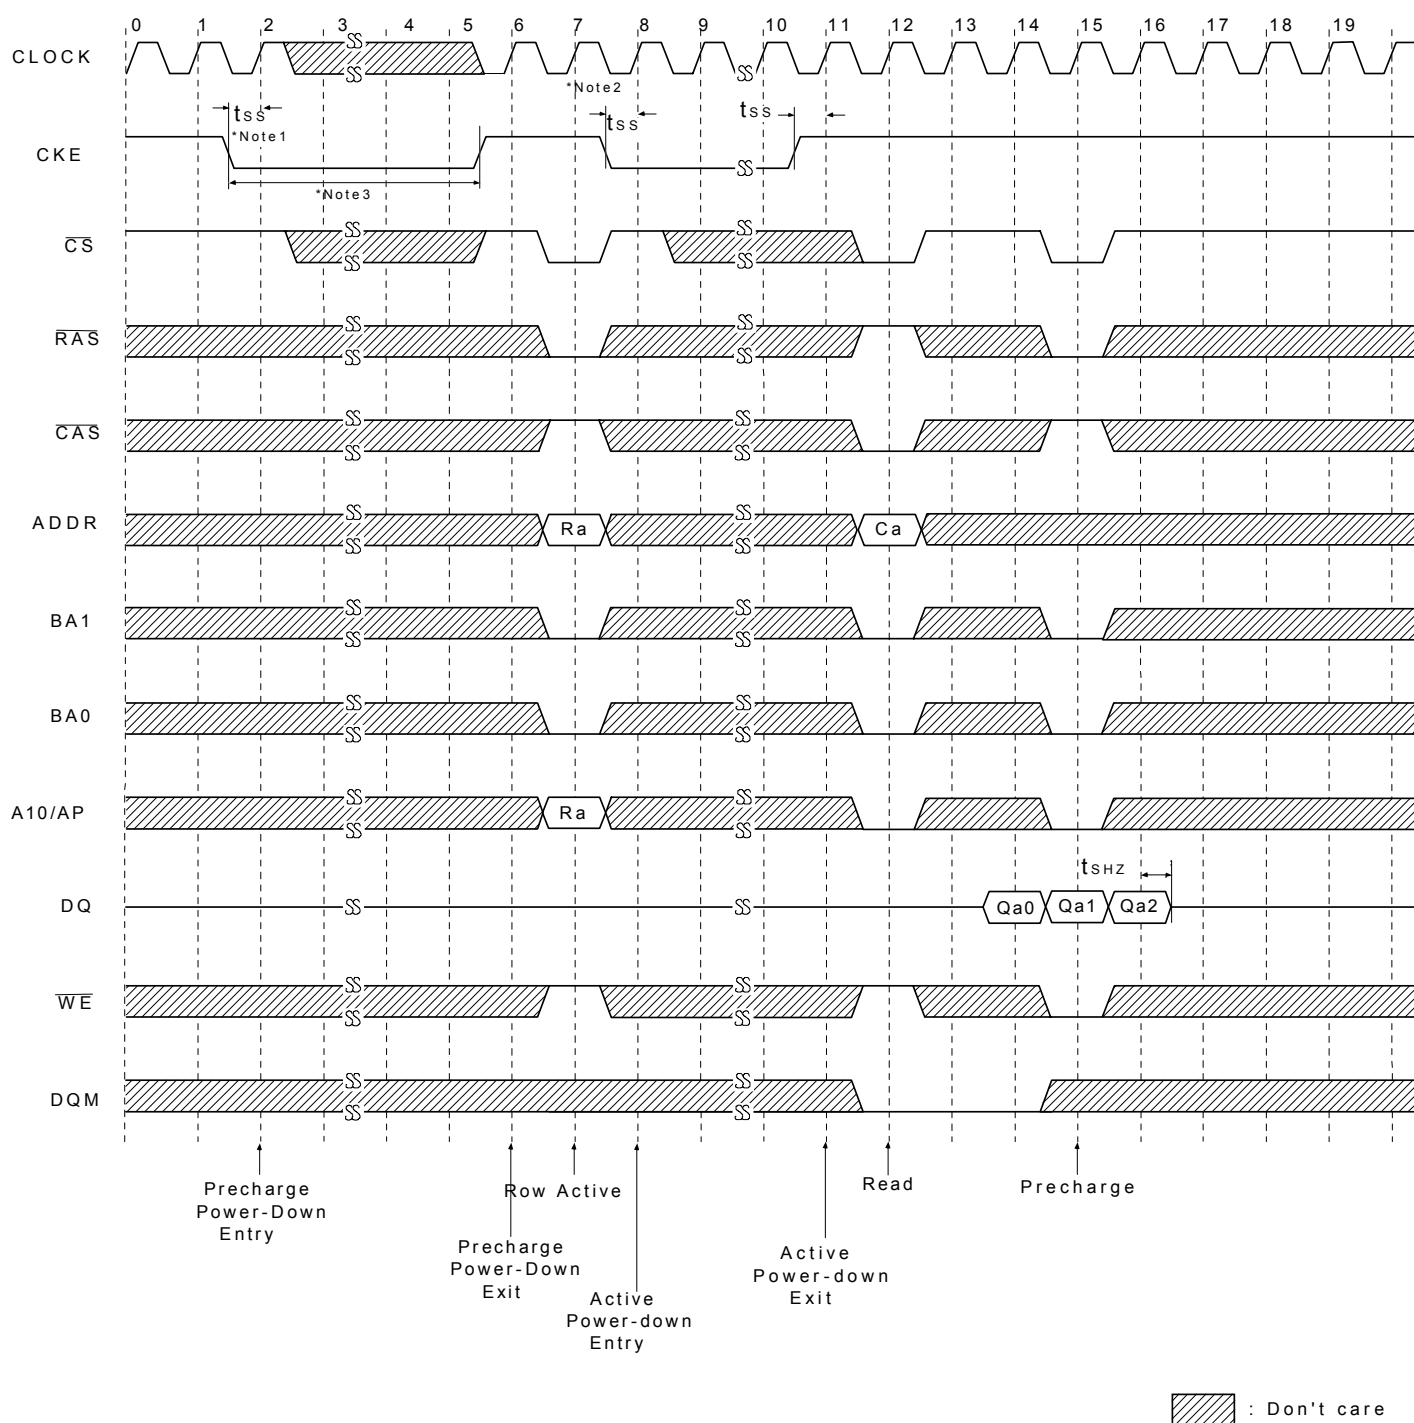 0 1 2 3 4 5 6 7 8 9 10 11 12 13 14 15 16 17 18 19
CLOCK
*Note2
tss
tss
tss
*Note1
CKE
*Note3
CS
RAS
CAS
ADDR
Ra
Ca
BA1
BA0
A10/AP
Ra
tSHZ
DQ
Qa0
Qa1
Qa2
WE
DQM
Precharge
Power-Down
Entry
Row Active
Read
Precharge
Precharge
Power-Down
Exit
Active
Power-down
Exit
Active
Power-down
Entry
: Don't care